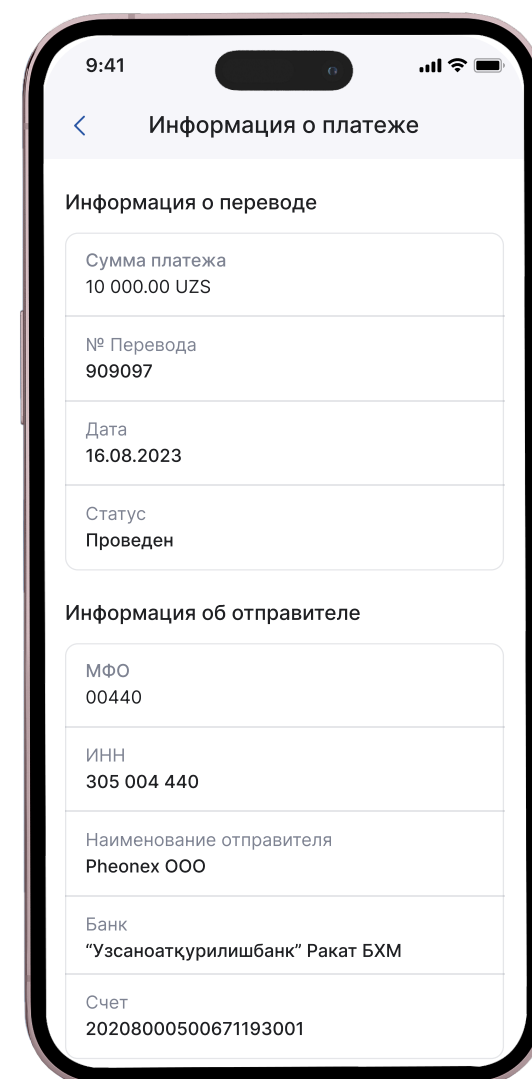 9:41
Информация о платеже
Информация о переводе
Сумма платежа
10 000.00 UZS
№ Перевода
909097
Дата
16.08.2023
Статус
Проведен
Информация об отправителе
МФО
00440
ИНН
305 004 440
Наименование отправителя
Pheonex ООО
Банк
“Узсаноатқурилишбанк” Ракат БХМ
Счет
20208000500671193001